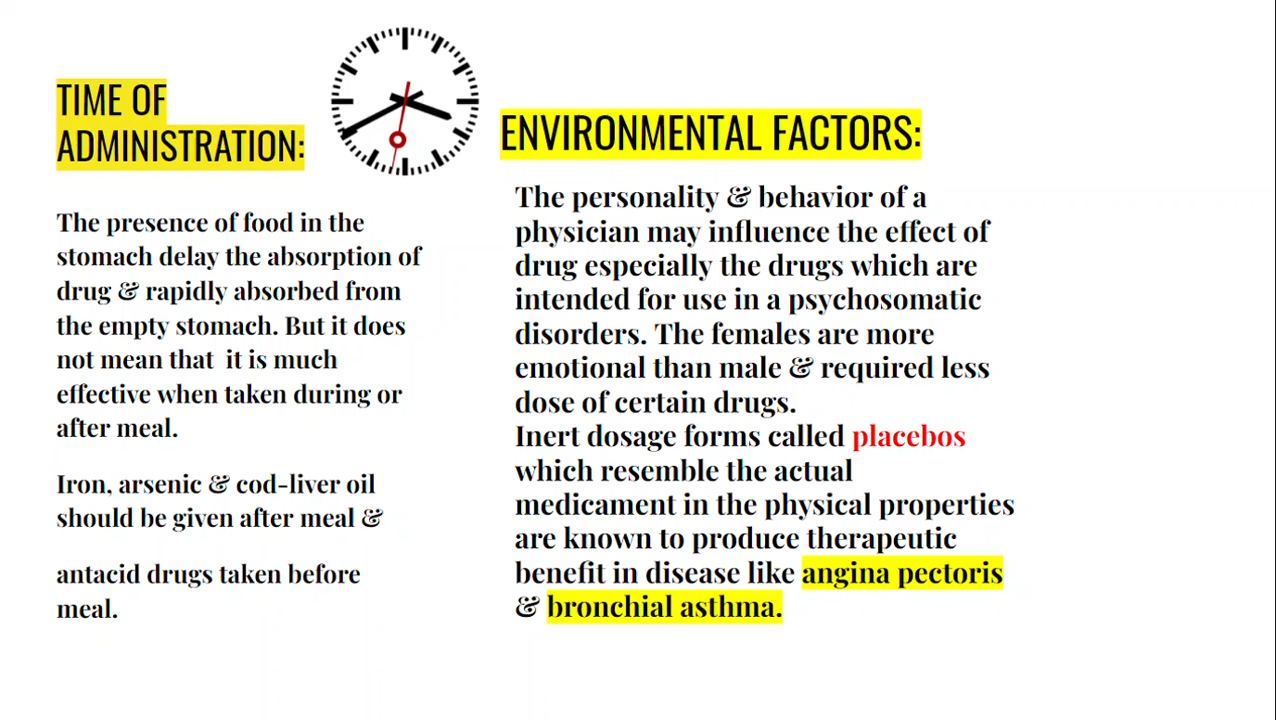 TIME OF
ADMINISTRATION:
The presence of food in the
stomach delay the absorption of
drug & rapidly absorbed from
the empty stomach. But it does
not mean that  it is much
effective when taken during or
after meal.
Iron, arsenic & cod-liver oil
should be given after meal &
antacid drugs taken before
meal.
ENVIRONMENTAL FACTORS:
The personality & behavior of a
physician may influence the effect of
drug especially the drugs which are
intended for use in a psychosomatic
disorders. The females are more
emotional than male & required less
dose of certain drugs.
Inert dosage forms called placebos
which resemble the actual
medicament in the physical properties
are known to produce therapeutic
benefit in disease like angina pectoris
& bronchial asthma.